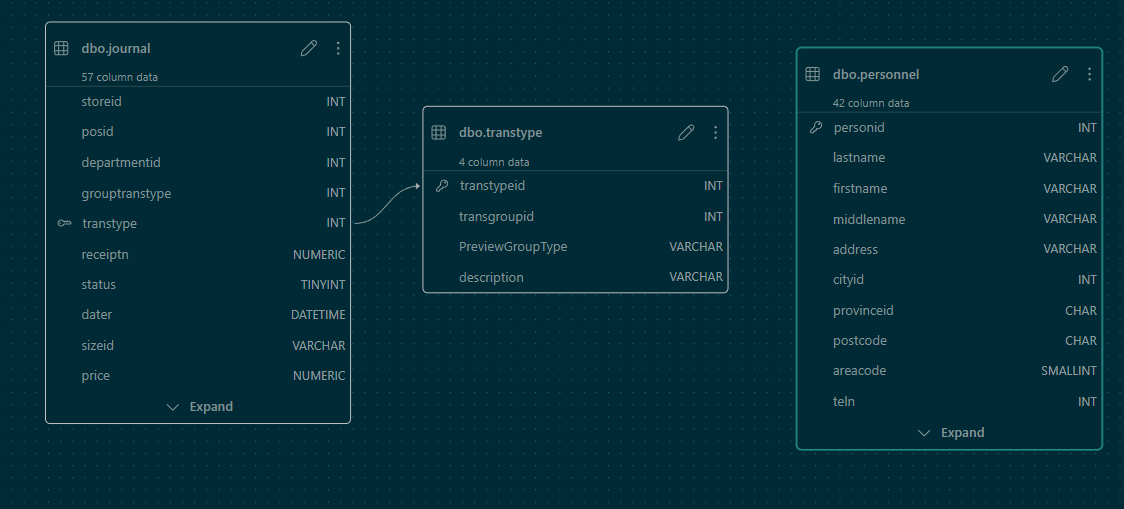 dbo.journal
57 column data
storeid INT
posid INT
departmentid INT
grouptranstype INT
transtype INT
receiptn NUMERIC
status TINYINT
dater DATETIME
sizeid VARCHAR
price NUMERIC
Expand
dbo.transtype
4 column data
transtypeid INT
transgroupid INT
PreviewGroupType VARCHAR
description VARCHAR
dbo.personnel
42 column data
personid INT
lastname VARCHAR
firstname VARCHAR
middlename VARCHAR
address VARCHAR
cityid INT
provinceid CHAR
postcode CHAR
areacode SMALLINT
teln INT
Expand